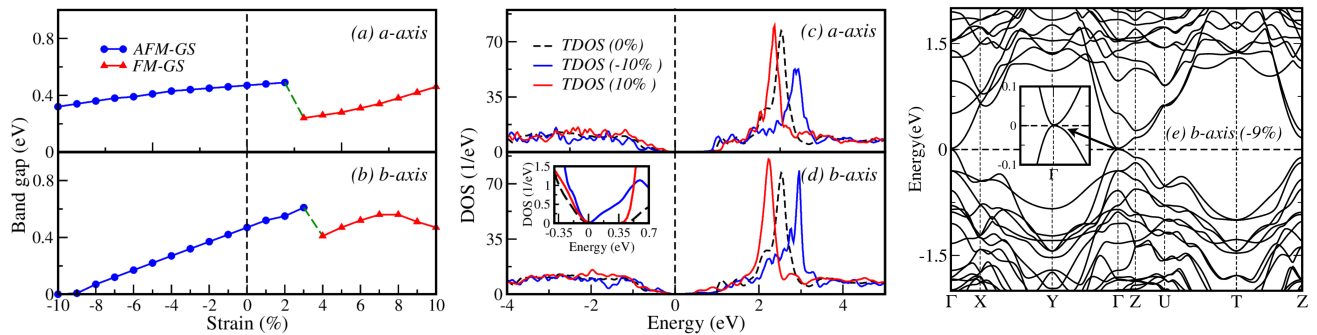 0.8
0.4
0
(a) a-axis
AFM-GS
FM-GS
Band gap (eV)
0.8
0.4
0
(b) b-axis
-10 -8 -6 -4 -2 0 2 4 6 8 10
Strain (%)
70
35
0
(c) a-axis
TDOS (0%)
TDOS (-10% )
TDOS (10% )
DOS (1/eV)
70
35
0
(d) b-axis
DOS (1/eV)
1.5
1
0.5
0
-0.35 0 0.35 0.7
Energy (eV)
-4 -2 0 2 4
Energy (eV)
Energy(eV)
1.5
0
-1.5
0.1
0
-0.1
Γ
(e) b-axis (-9%)
Γ X Y Γ Z U T Z